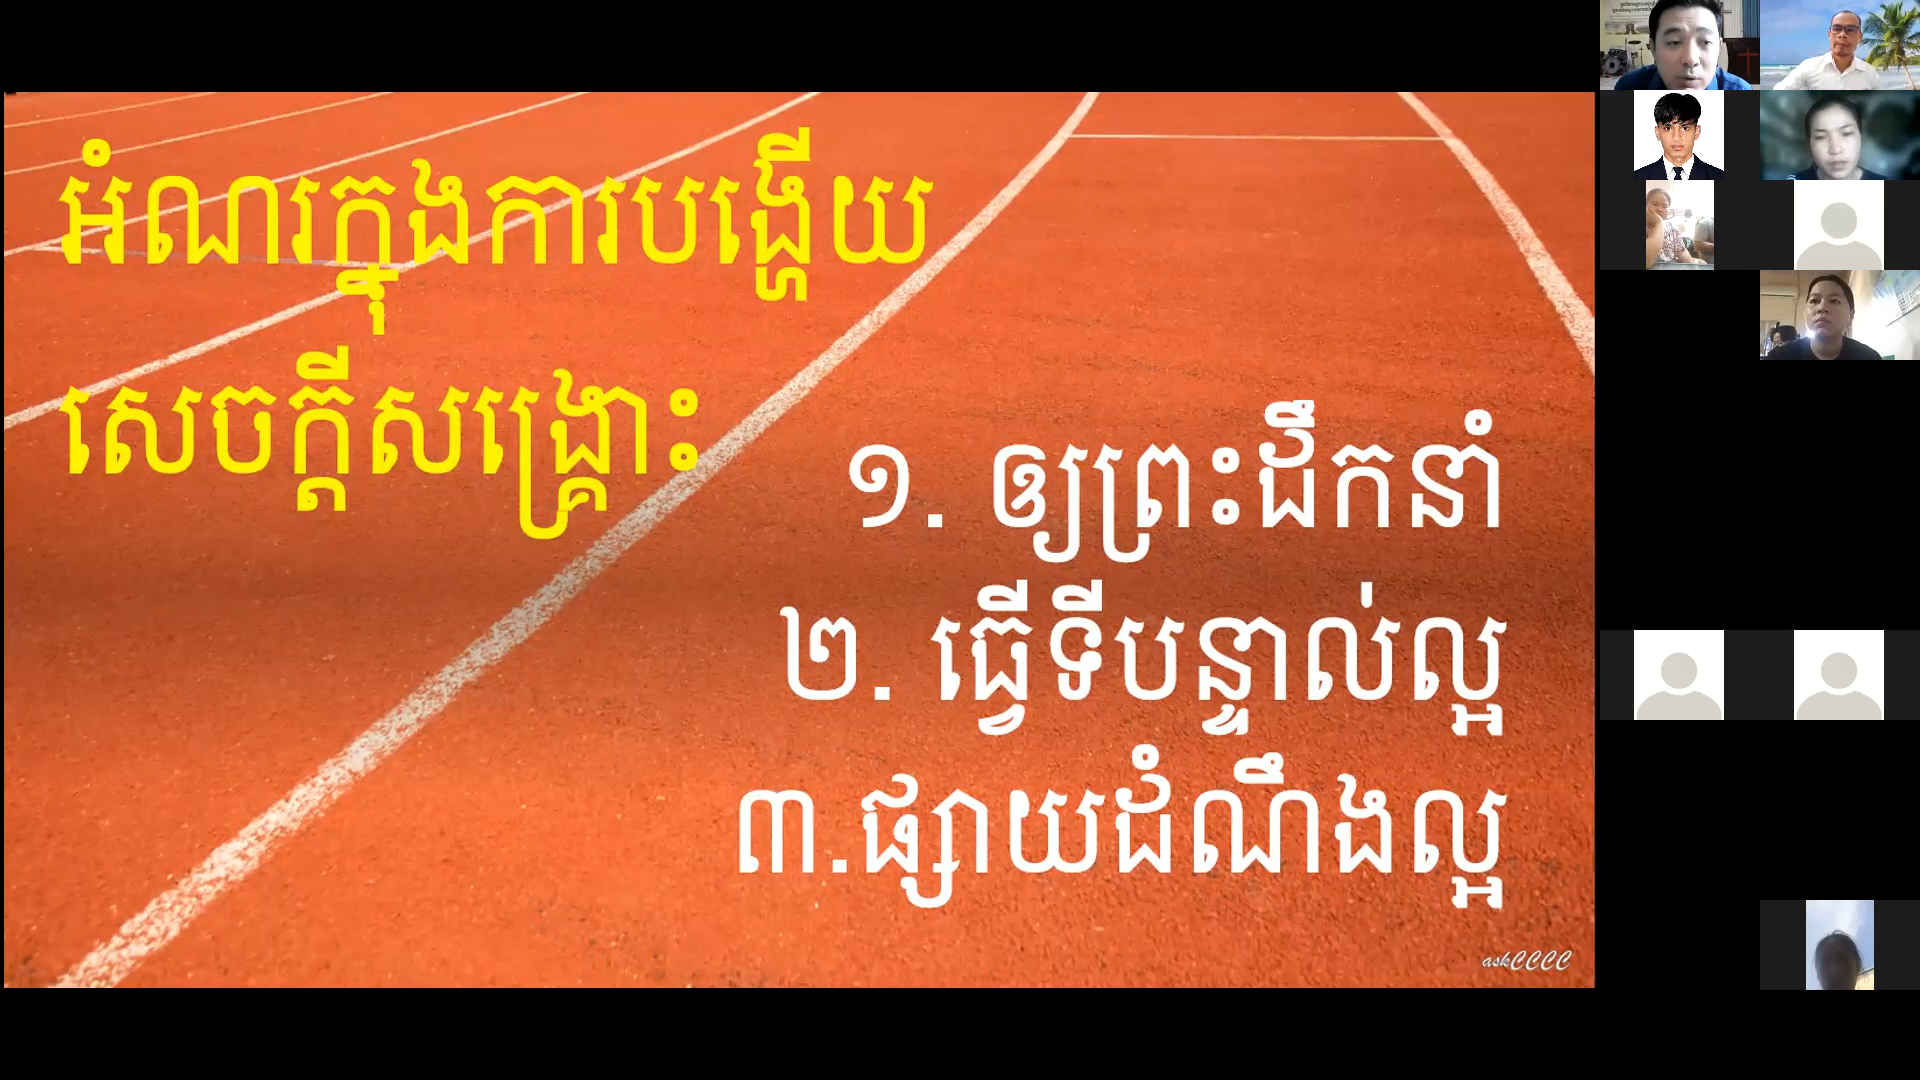 អំណរក្នុងការបង្ហើយ
សេចក្ដីសង្គ្រោះ
១. ឲ្យព្រះដឹកនាំ
២. ធ្វើទីបន្ទាល់ល្អ
៣.ផ្សាយដំណឹងល្អ
askCCCC